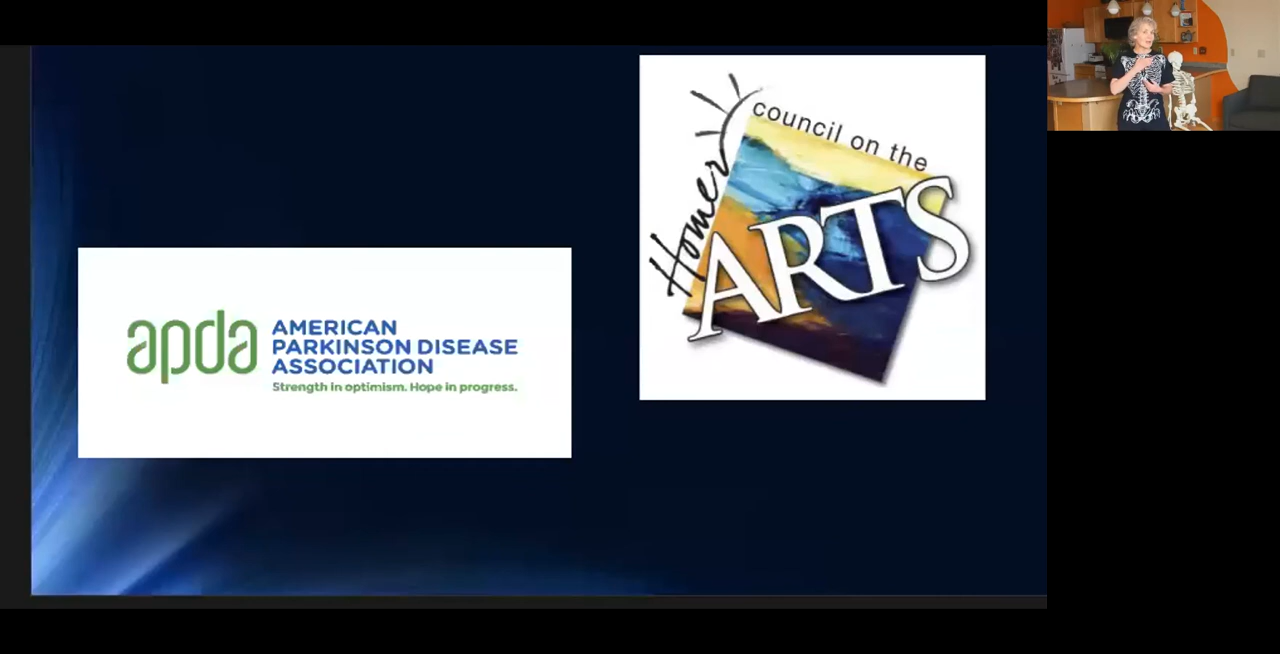 apda
AMERICAN
PARKINSON DISEASE
ASSOCIATION
Strength in optimism. Hope in progress.
Homer
council on the
ARTS